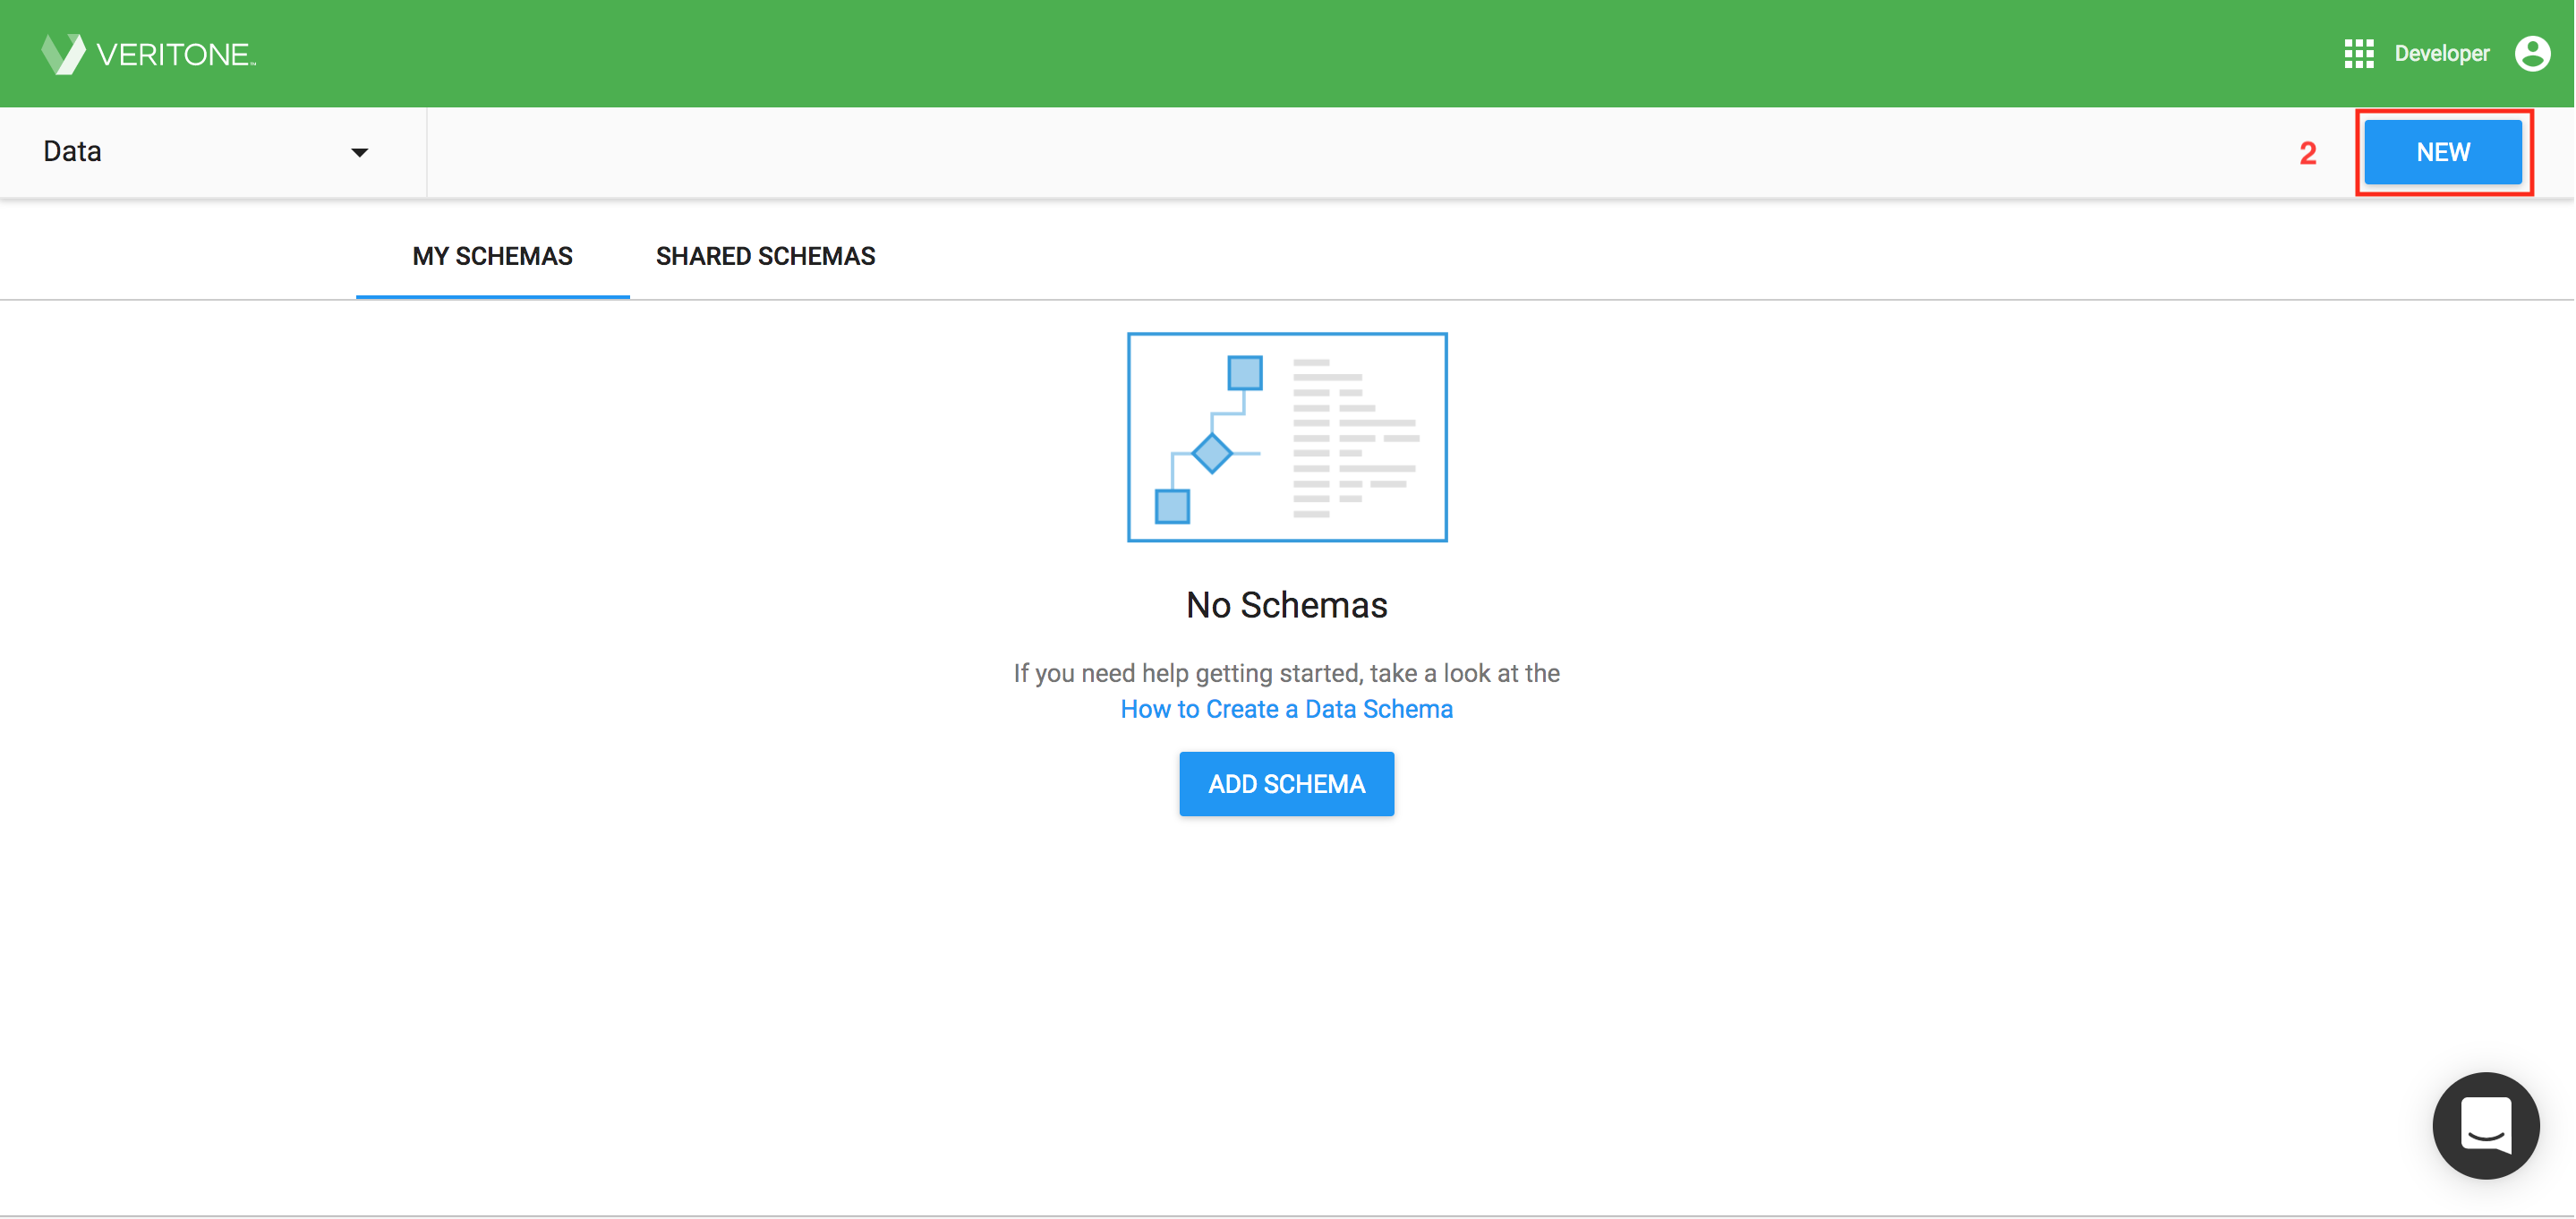 VERITONE™
Developer
Data
2
NEW
MY SCHEMAS
SHARED SCHEMAS
No Schemas
If you need help getting started, take a look at the
How to Create a Data Schema
ADD SCHEMA